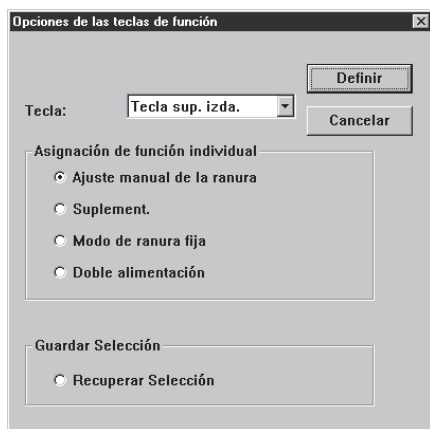 Opciones de las teclas de función
Definir
Tecla: Tecla sup. izda.
Cancelar
Asignación de función individual
Ajuste manual de la ranura
Suplement.
Modo de ranura fija
Doble alimentación
Guardar Selección
Recuperar Selección